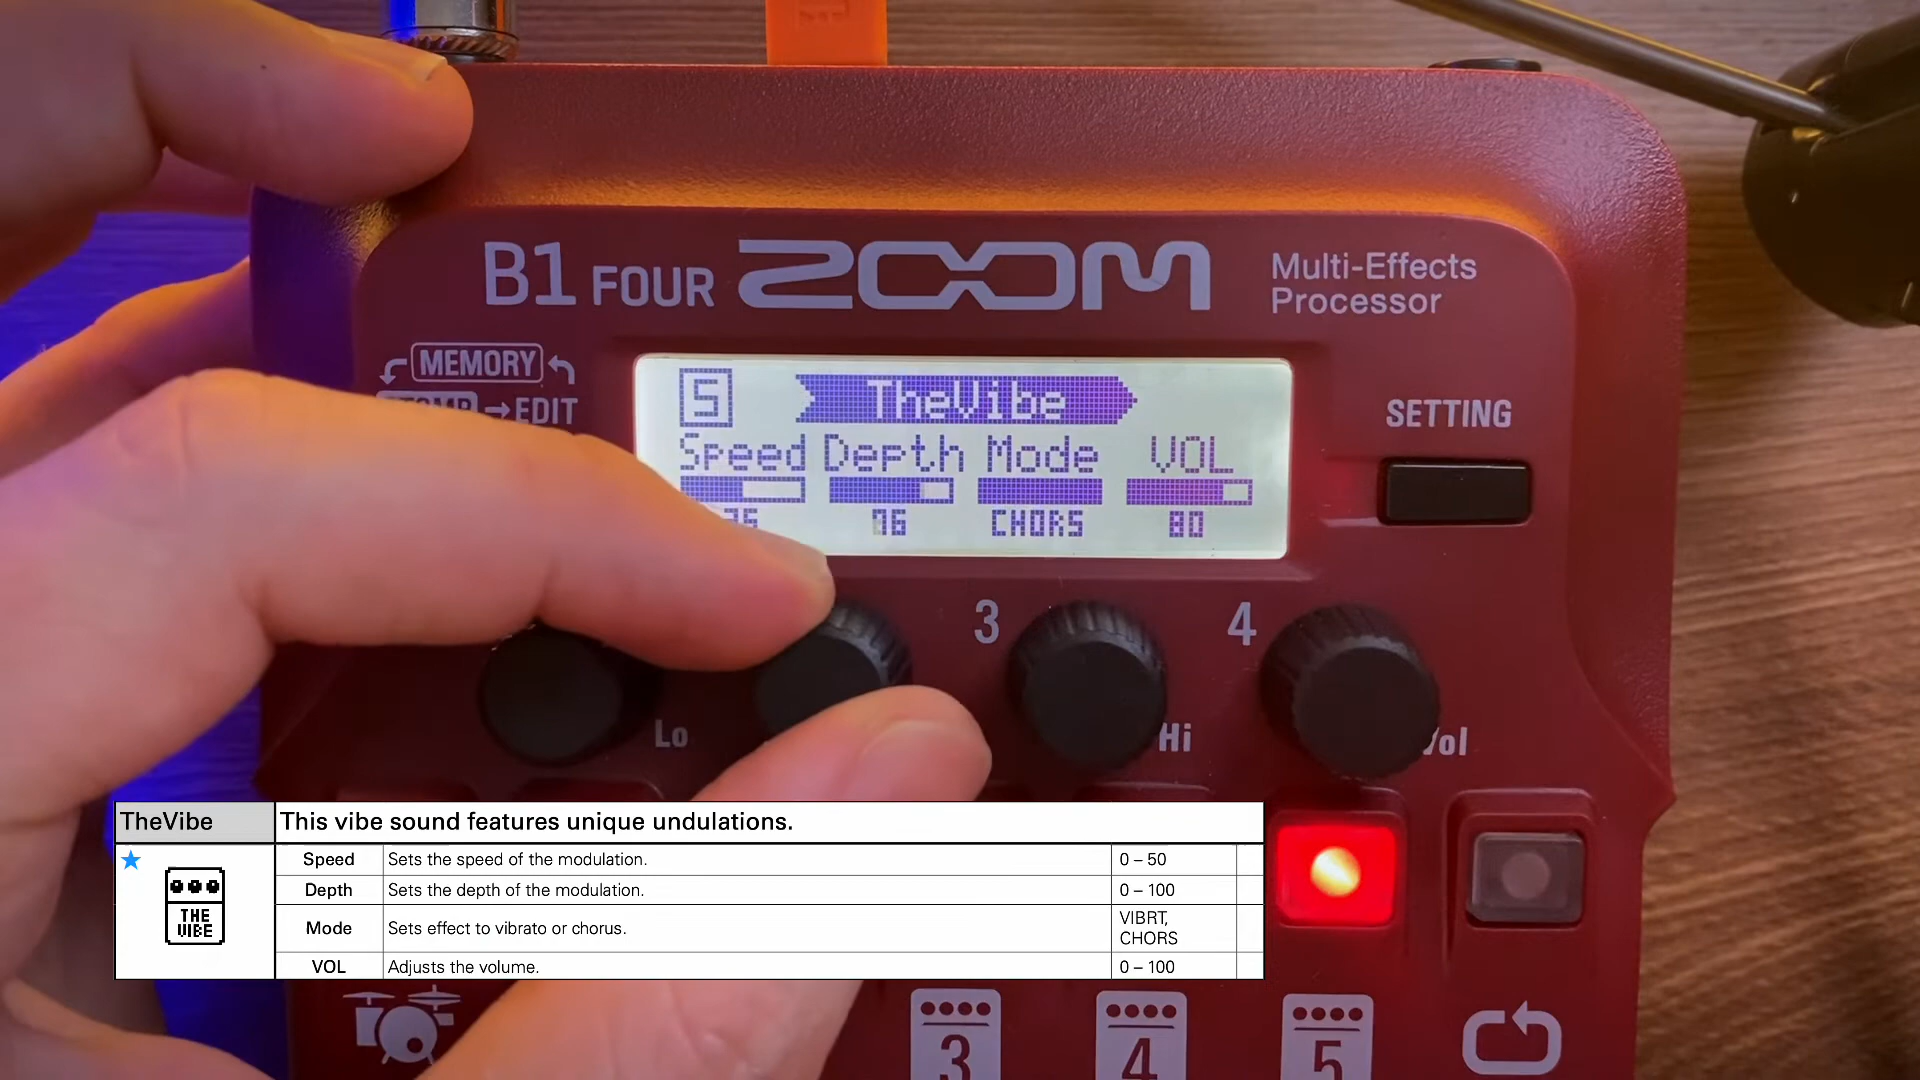 B1 FOUR ZOOM Multi-Effects
Processor
MEMORY
EDIT
SETTING
5 TheVibe
Speed Depth Mode VOL
76 CHORS 80
3 4
Lo Hi Vol
TheVibe This vibe sound features unique undulations.
Speed Sets the speed of the modulation. 0 – 50
Depth Sets the depth of the modulation. 0 – 100
Mode Sets effect to vibrato or chorus. VIBRT,
CHORS
THE
VIBE
VOL Adjusts the volume. 0 – 100
3 4 5